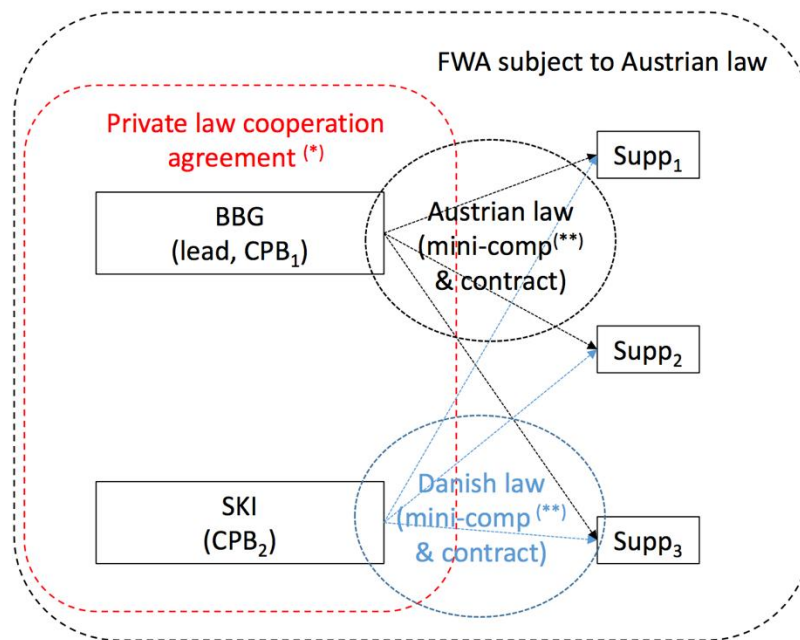 FWA subject to Austrian law
Private law cooperation
agreement (*)
Supp1
BBG
(lead, CPB1)
Austrian law
(mini-comp(**)
& contract)
Supp2
SKI
(CPB2)
Danish law
(mini-comp (**)
& contract)
Supp3